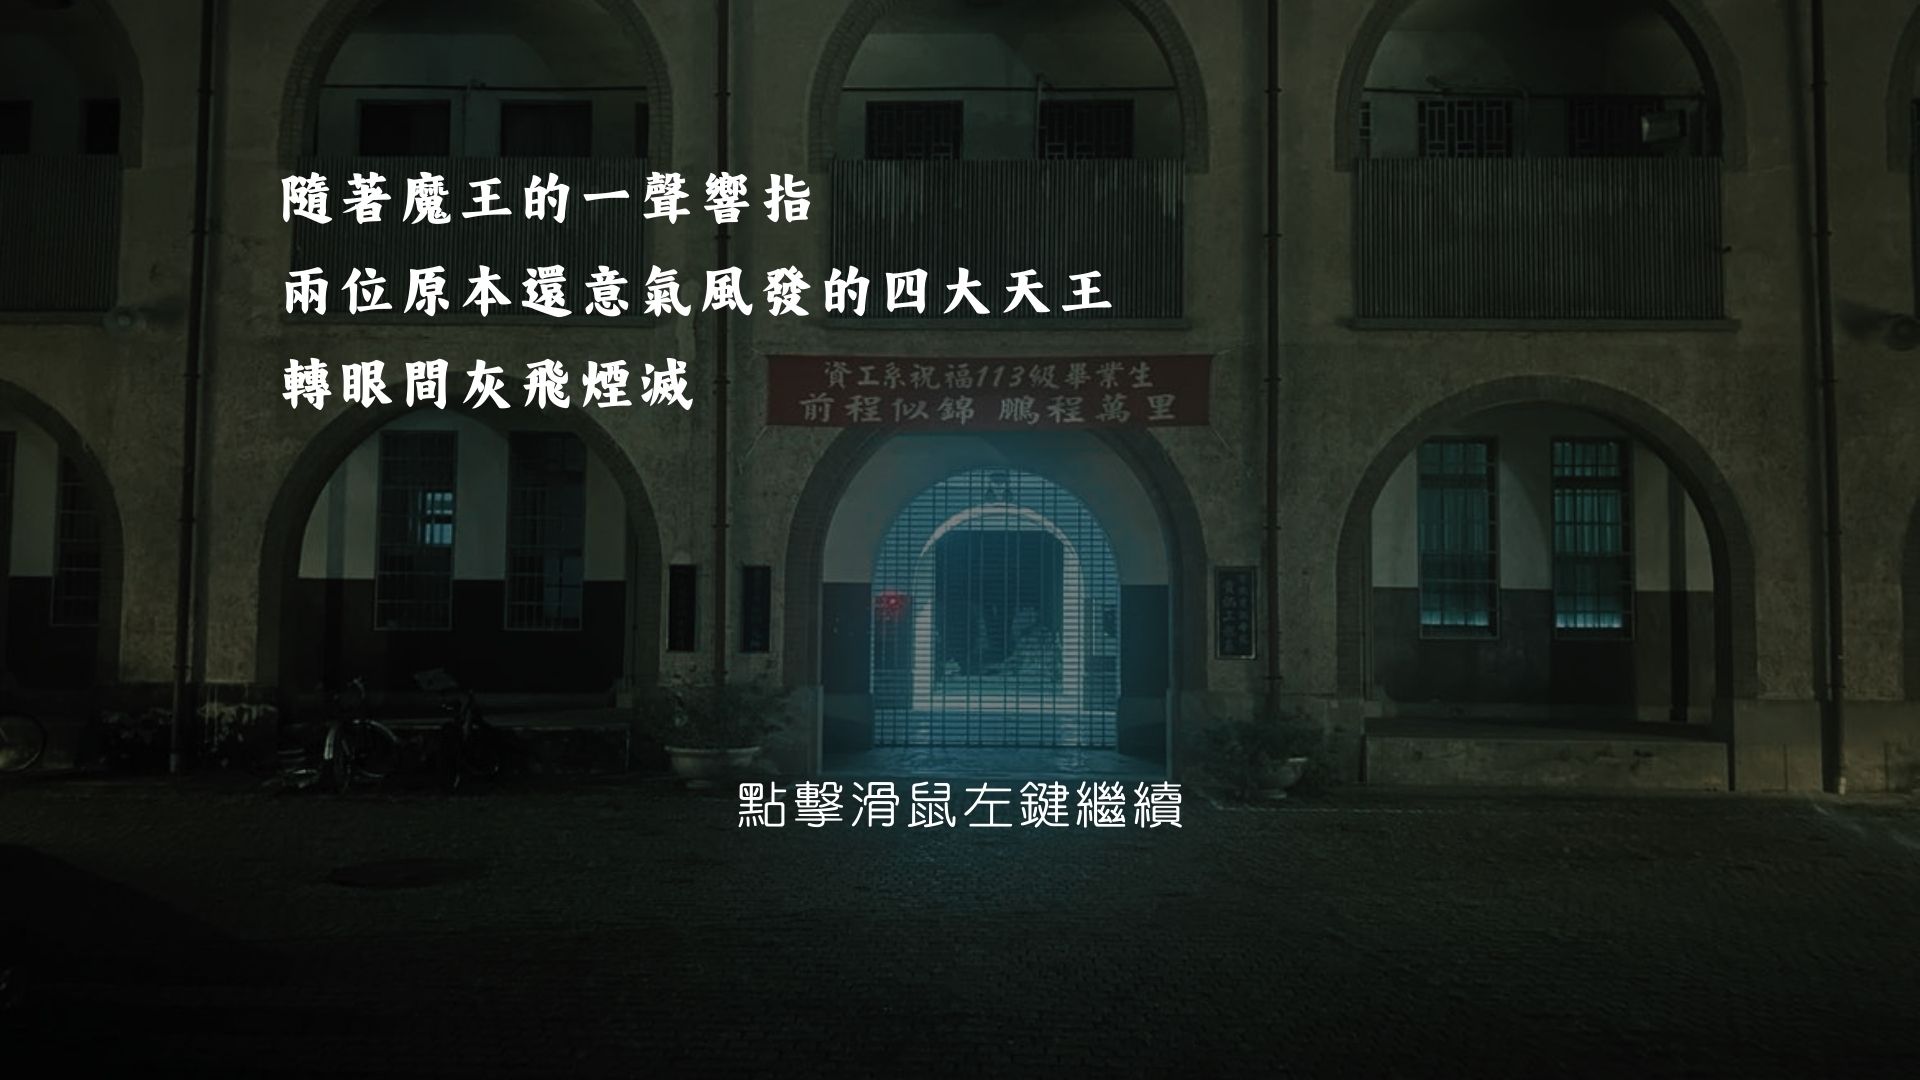 隨著魔王的一聲響指
兩位原本還意氣風發的四大天王
轉眼間灰飛煙滅
資工系祝福113級畢業生
前程似錦 鵬程萬里
點擊滑鼠左鍵繼續